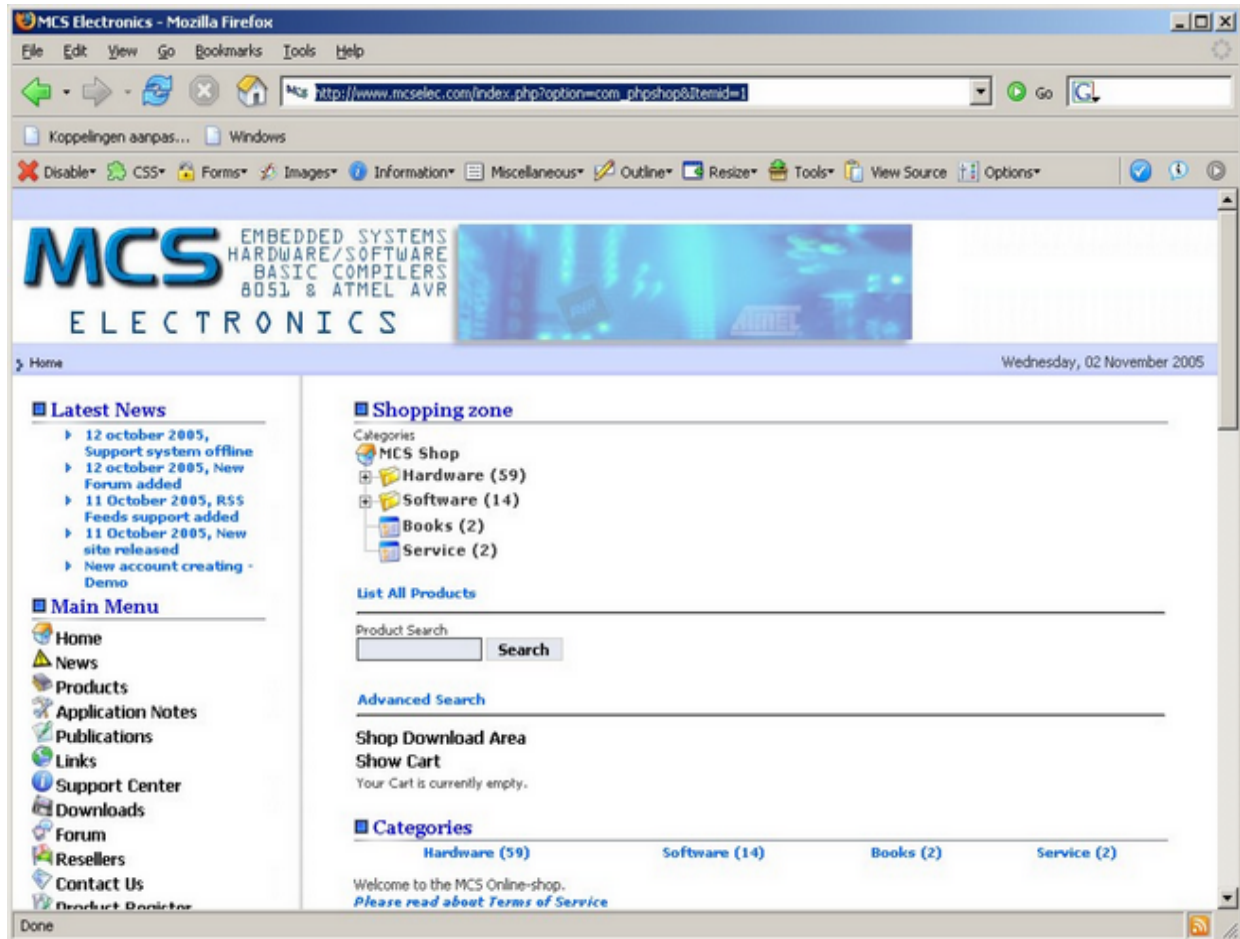 MCS Electronics - Mozilla Firefox
File Edit View Go Bookmarks Tools Help
MCS http://www.mcselec.com/index.php?option=com_phpshop&Itemid=1 Go G
Koppelingen aanpas... Windows
Disable CSS Forms Images Information Miscellaneous Outline Resize Tools View Source Options
MCS
EMBEDDED SYSTEMS
HARDWARE/SOFTWARE
BASIC COMPILERS
8051 & ATMEL AVR
ELECTRONICS
ATMEL
Home
Wednesday, 02 November 2005
Latest News
12 october 2005,
Support system offline
12 october 2005, New
Forum added
11 October 2005, RSS
Feeds support added
11 October 2005, New
site released
New account creating -
Demo
Main Menu
Home
News
Products
Application Notes
Publications
Links
Support Center
Downloads
Forum
Resellers
Contact Us
Product Register
Shopping zone
Categories
MCS Shop
Hardware (59)
Software (14)
Books (2)
Service (2)
List All Products
Product Search
Search
Advanced Search
Shop Download Area
Show Cart
Your Cart is currently empty.
Categories
Hardware (59) Software (14) Books (2) Service (2)
Welcome to the MCS Online-shop.
Please read about Terms of Service
Done